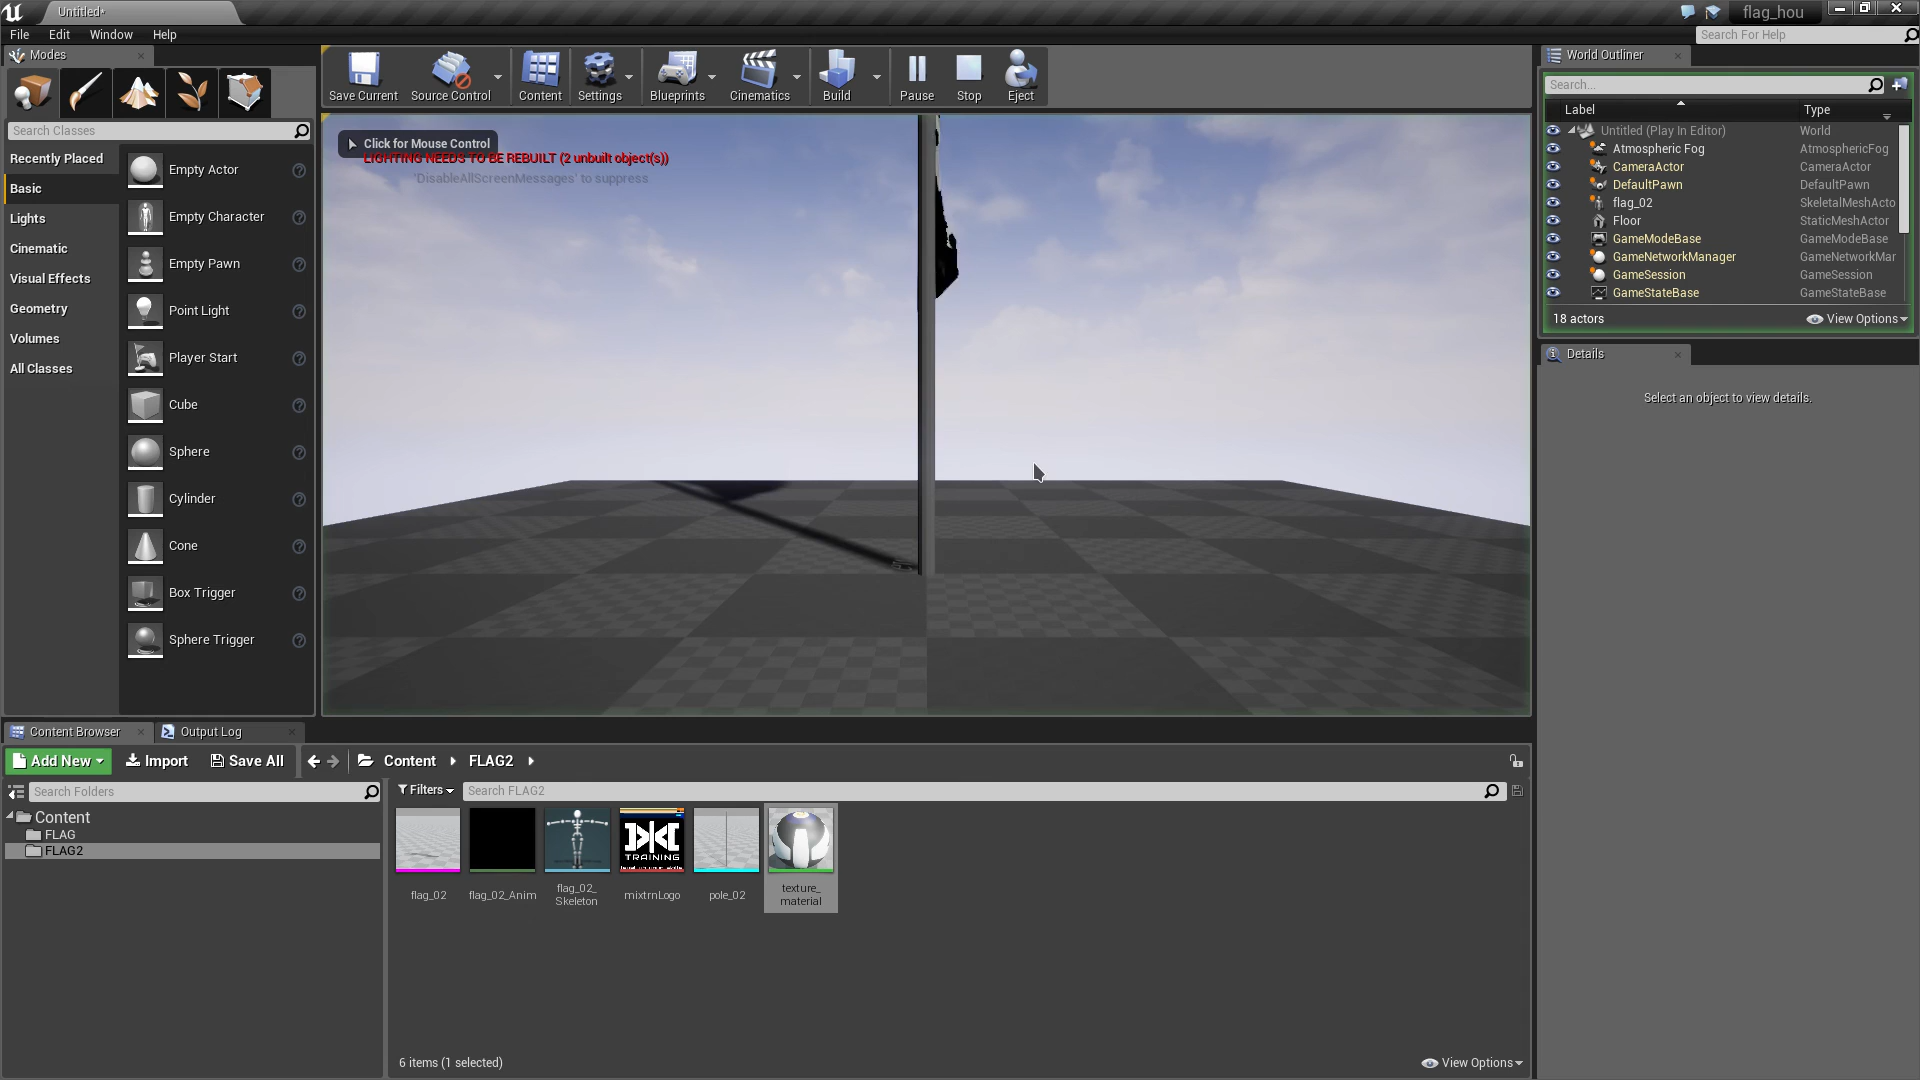 Untitled•
flag_hou
File Edit Window Help
Search For Help
Modes
Search Classes
Recently Placed
Basic
Lights
Cinematic
Visual Effects
Geometry
Volumes
All Classes
Empty Actor
Empty Character
Empty Pawn
Point Light
Player Start
Cube
Sphere
Cylinder
Cone
Box Trigger
Sphere Trigger
Save Current
Source Control
Content
Settings
Blueprints
Cinematics
Build
Pause
Stop
Eject
Click for Mouse Control
LIGHTING NEEDS TO BE REBUILT (2 unbuilt object(s))
'DisableAllScreenMessages' to suppress
World Outliner
Search...
Label Type
Untitled (Play In Editor) World
Atmospheric Fog AtmosphericFog
CameraActor CameraActor
DefaultPawn DefaultPawn
flag_02 SkeletalMeshActo
Floor StaticMeshActor
GameModeBase GameModeBase
GameNetworkManager GameNetworkMar
GameSession GameSession
GameStateBase GameStateBase
18 actors
View Options
Details
Select an object to view details.
Content Browser
Output Log
Add New
Import
Save All
Content
FLAG2
Search Folders
Content
FLAG
FLAG2
Filters
Search FLAG2
TRAINING
flag_02
flag_02_Anim
flag_02_
Skeleton
mixtrnLogo
pole_02
texture_
material
6 items (1 selected)
View Options